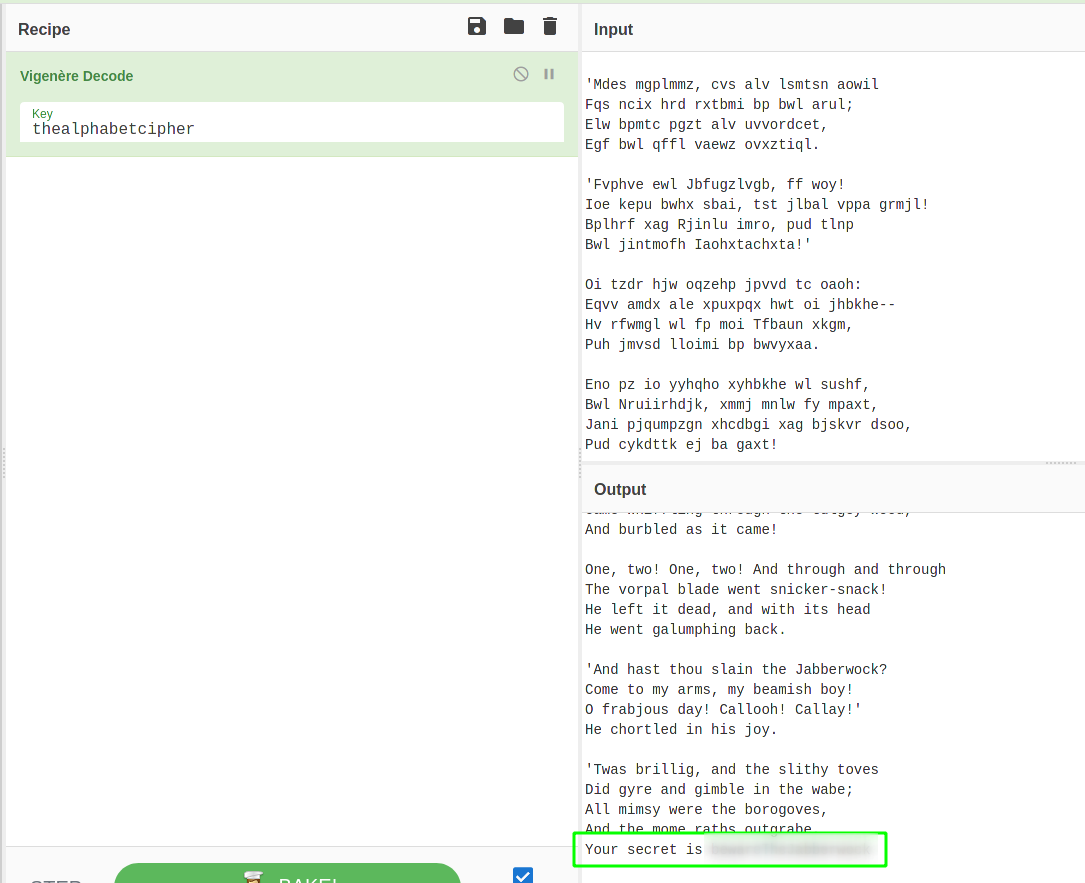 Recipe
Input
Vigenère Decode
Key
thealphabetcipher
'Mdes mgplmmz, cvs alv lsmtsn aowil
Fqs ncix hrd rxtbmi bp bwl arul;
Elw bpmtc pgzt alv uvvordcet,
Egf bwl qffl vaewz ovxztiql.
'Fvphve ewl Jbfugzlvgb, ff woy!
Ioe kepu bwhx sbai, tst jlbal vppa grmjl!
Bplhrf xag Rjinlu imro, pud tlnp
Bwl jintmofh Iaohxtachxta!'
Oi tzdr hjw oqzehp jpvvd tc oaoh:
Eqvv amdx ale xpuxpqx hwt oi jhbkhe--
Hv rfwmgl wl fp moi Tfbaun xkgm,
Puh jmvsd lloimi bp bwvyxaa.
Eno pz io yyhqho xyhbkhe wl sushf,
Bwl Nruiirhdjk, xmmj mnlw fy mpaxt,
Jani pjqumpzgn xhcdbgi xag bjskvr dsoo,
Pud cykdttk ej ba gaxt!
Output
And burbled as it came!
One, two! One, two! And through and through
The vorpal blade went snicker-snack!
He left it dead, and with its head
He went galumphing back.
'And hast thou slain the Jabberwock?
Come to my arms, my beamish boy!
O frabjous day! Callooh! Callay!'
He chortled in his joy.
'Twas brillig, and the slithy toves
Did gyre and gimble in the wabe;
All mimsy were the borogoves,
And the mome raths outgrabe
Your secret is
STEP
BAKE!